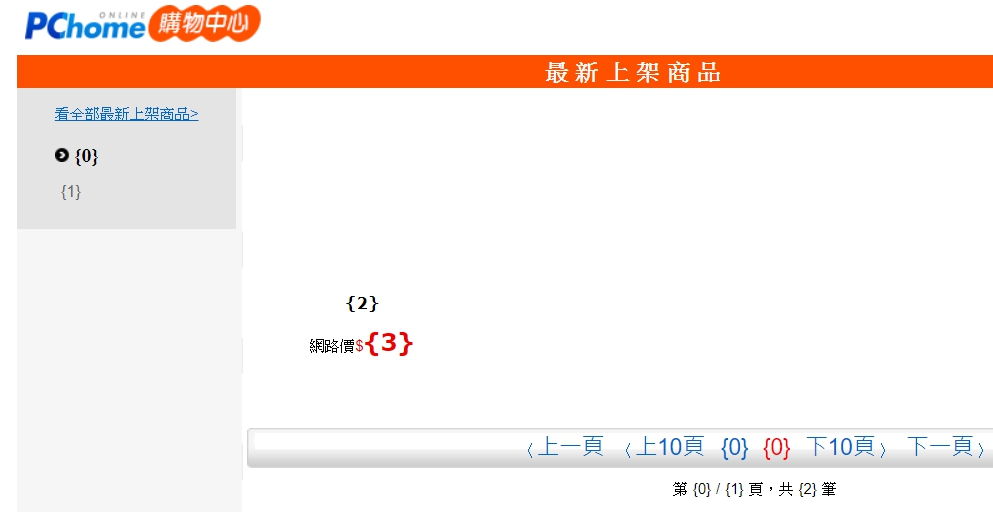 PChome ONLINE 購物中心
最新上架商品
看全部最新上架商品>
{0}
{1}
{2}
網路價${3}
〈上一頁 〈上10頁 {0} {0} 下10頁〉 下一頁〉
第 {0} / {1} 頁，共 {2} 筆